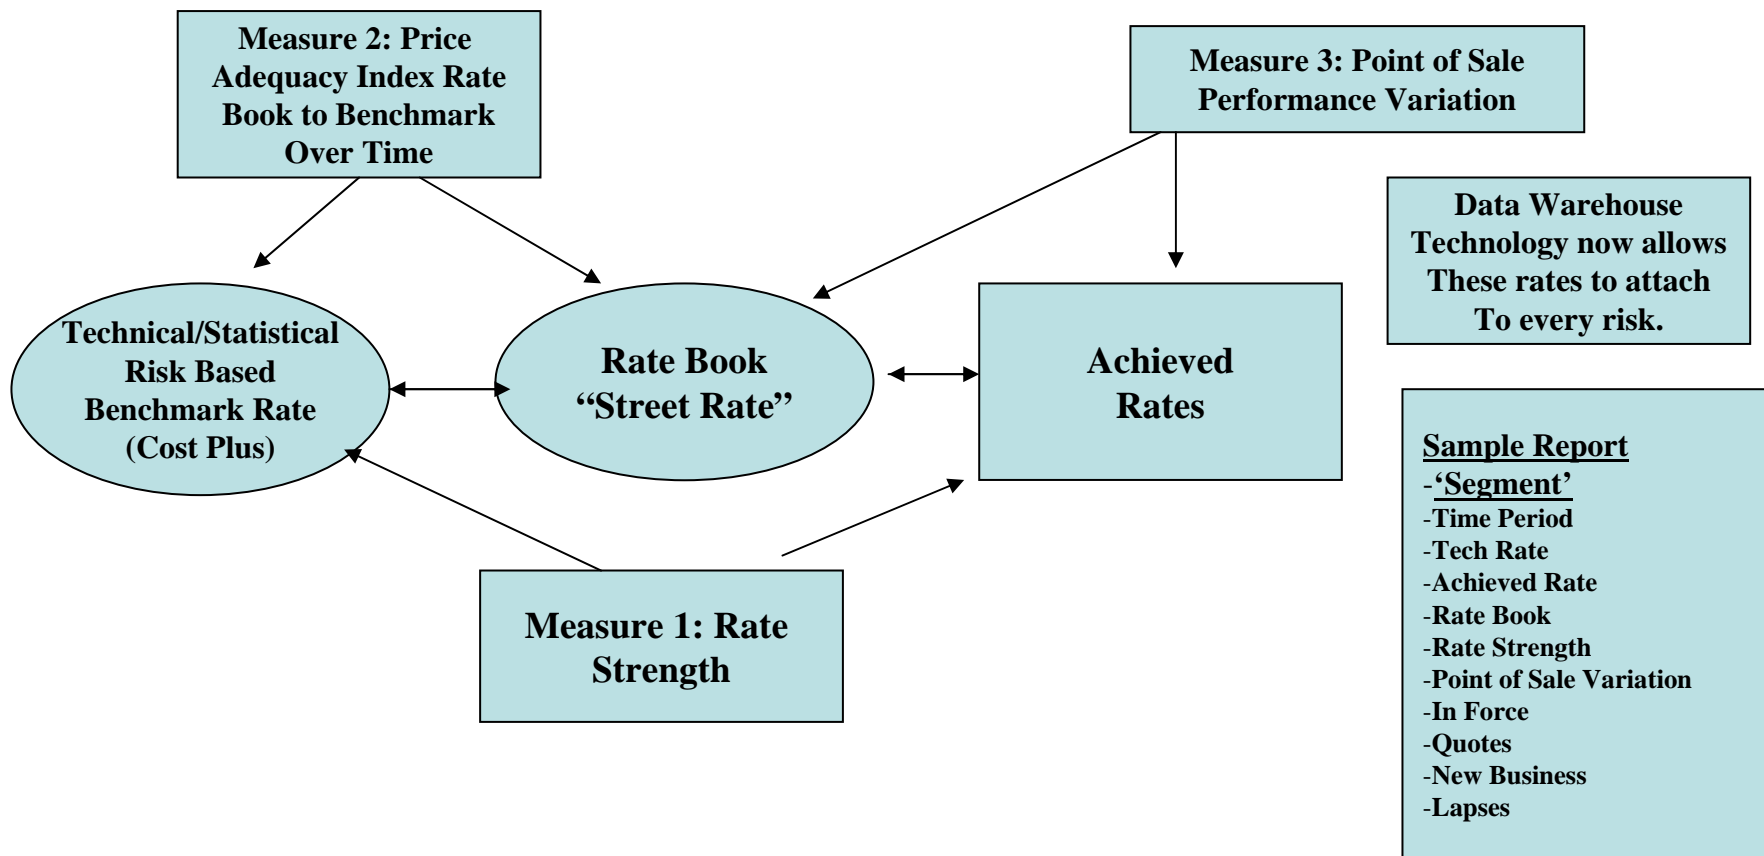 Measure 2: Price
Adequacy Index Rate
Book to Benchmark
Over Time
Measure 3: Point of Sale
Performance Variation
Data Warehouse
Technology now allows
These rates to attach
To every risk.
Technical/Statistical
Risk Based
Benchmark Rate
(Cost Plus)
Rate Book
“Street Rate”
Achieved
Rates
Measure 1: Rate
Strength
Sample Report
-‘Segment’
-Time Period
-Tech Rate
-Achieved Rate
-Rate Book
-Rate Strength
-Point of Sale Variation
-In Force
-Quotes
-New Business
-Lapses